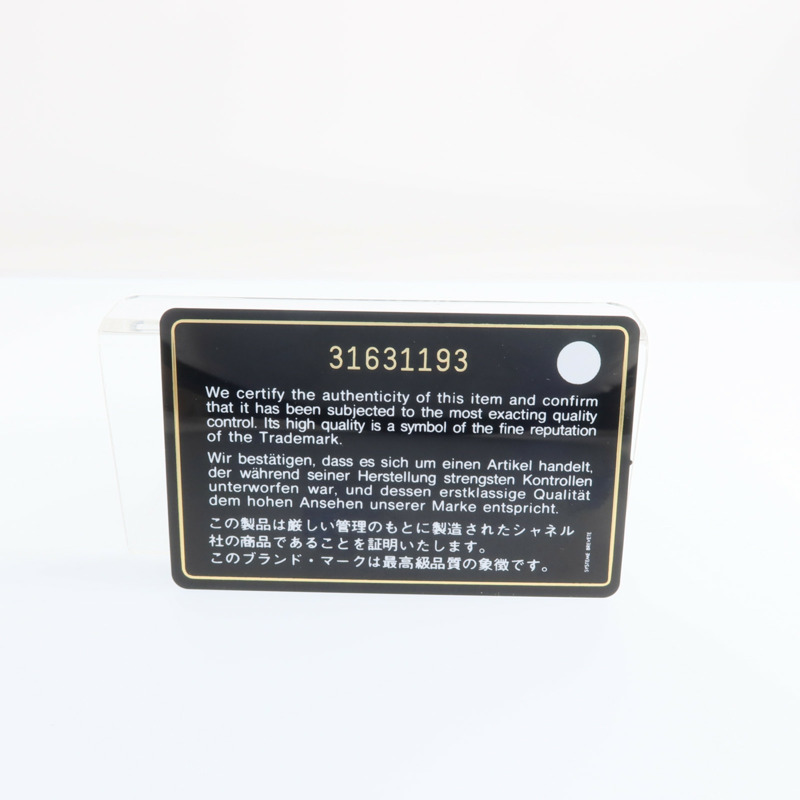 31631193
We certify the authenticity of this item and confirm
that it has been subjected to the most exacting quality
control. Its high quality is a symbol of the fine reputation
of the Trademark.
Wir bestätigen, dass es sich um einen Artikel handelt,
der während seiner Herstellung strengsten Kontrollen
unterworfen war, und dessen erstklassige Qualität
dem hohen Ansehen unserer Marke entspricht.
この製品は厳しい管理のもとに製造されたシャネル
社の商品であることを証明いたします。
このブランド・マークは最高級品質の象徴です。